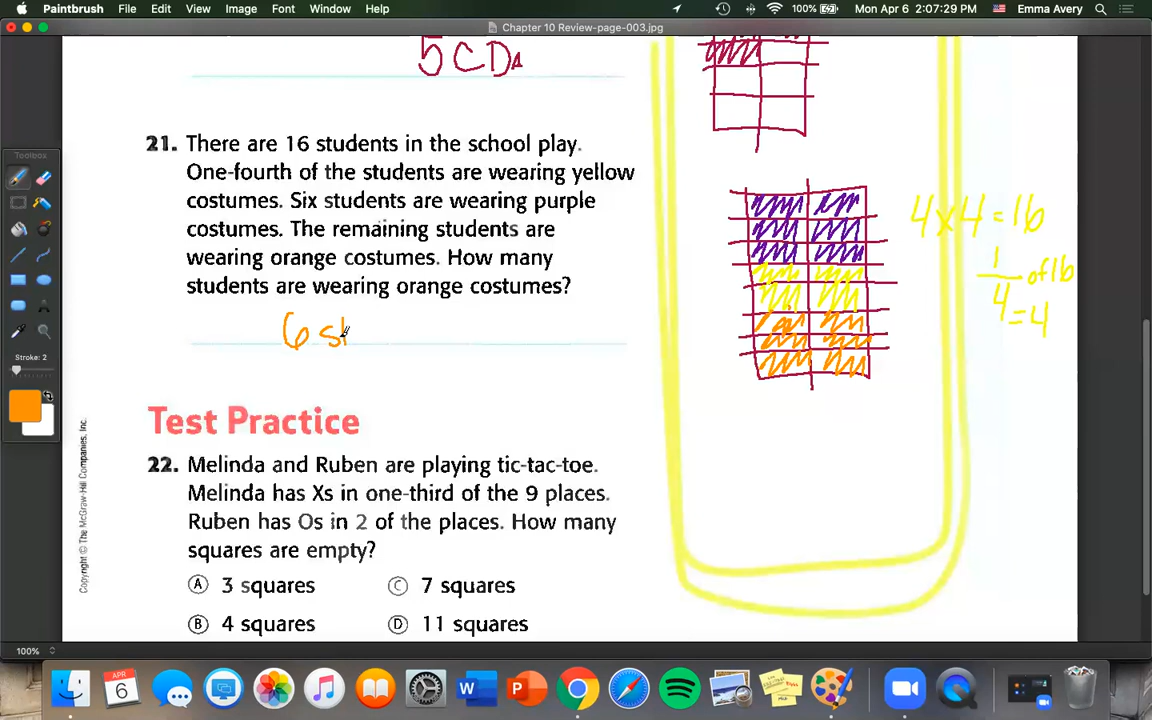 Paintbrush File Edit View Image Font Window Help 100% Mon Apr 6 2:07:29 PM Emma Avery
Chapter 10 Review-page-003.jpg
5 CDs
21. There are 16 students in the school play.
One-fourth of the students are wearing yellow
costumes. Six students are wearing purple
costumes. The remaining students are
wearing orange costumes. How many
students are wearing orange costumes?
6 st
4x4=16
1
4
of 16
=4
Toolbox
Stroke: 2
Test Practice
22. Melinda and Ruben are playing tic-tac-toe.
Melinda has Xs in one-third of the 9 places.
Ruben has Os in 2 of the places. How many
squares are empty?
A 3 squares C 7 squares
B 4 squares D 11 squares
Copyright © The McGraw-Hill Companies, Inc.
100%
APR
6
W
P